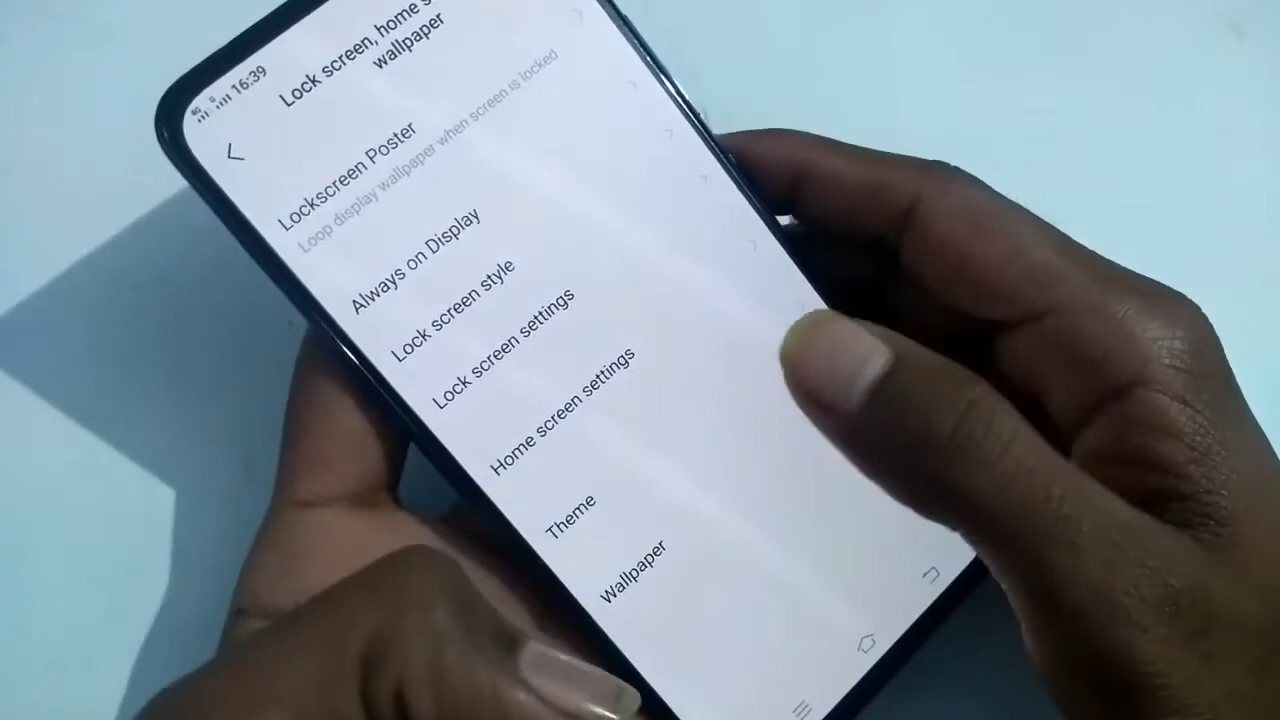 4G G 16:39
Lock screen, home s
wallpaper
Lockscreen Poster
Loop display wallpaper when screen is locked
Always on Display
Lock screen style
Lock screen settings
Home screen settings
Theme
Wallpaper